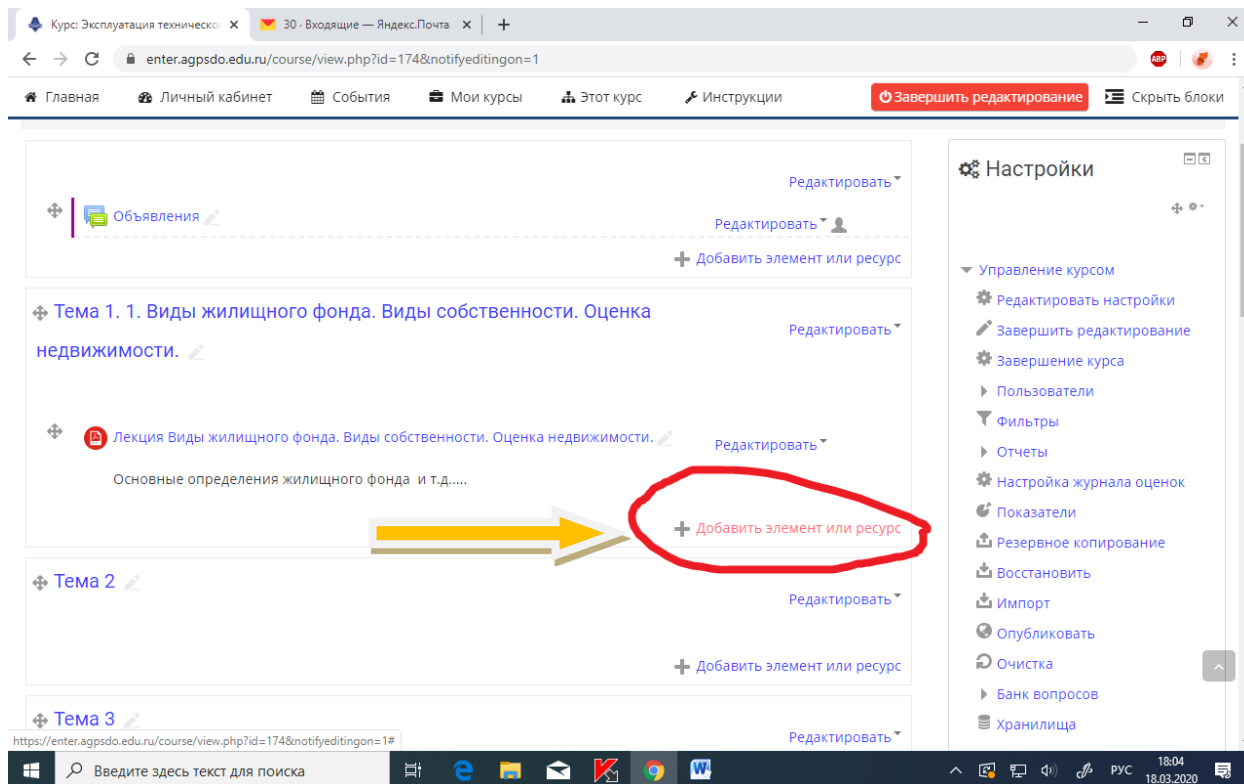 Курс: Эксплуатация техническо
30 · Входящие — Яндекс.Почта
enter.agpsdo.edu.ru/course/view.php?id=174&notifyeditingon=1
ABP
Главная Личный кабинет События Мои курсы Этот курс Инструкции Завершить редактирование Скрыть блоки
Редактировать
Объявления
Редактировать
Добавить элемент или ресурс
Тема 1. 1. Виды жилищного фонда. Виды собственности. Оценка
недвижимости.
Редактировать
Лекция Виды жилищного фонда. Виды собственности. Оценка недвижимости.
Редактировать
Основные определения жилищного фонда и т.д.....
Добавить элемент или ресурс
Тема 2
Редактировать
Добавить элемент или ресурс
Тема 3
Редактировать
Настройки
Управление курсом
Редактировать настройки
Завершить редактирование
Завершение курса
Пользователи
Фильтры
Отчеты
Настройка журнала оценок
Показатели
Резервное копирование
Восстановить
Импорт
Опубликовать
Очистка
Банк вопросов
Хранилища
https://enter.agpsdo.edu.ru/course/view.php?id=174&notifyeditingon=1#
Введите здесь текст для поиска
РУС
18:04
18.03.2020